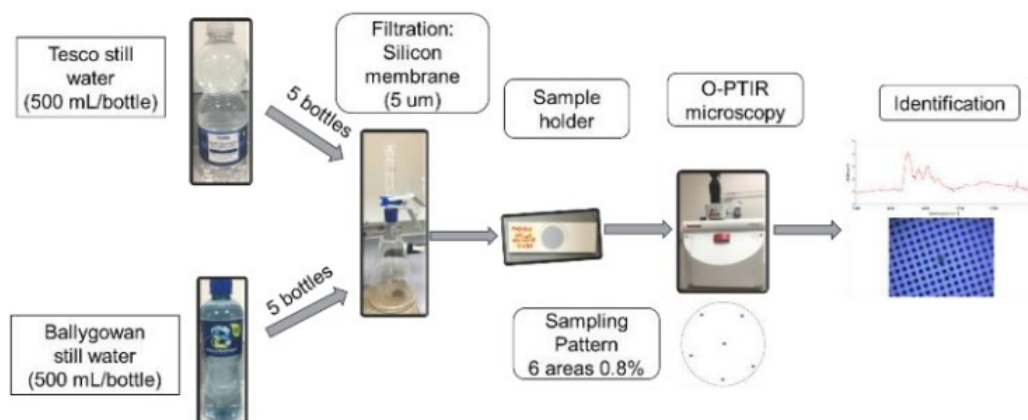 Tesco still
water
(500 mL/bottle)
5 bottles
Filtration:
Silicon
membrane
(5 um)
Sample
holder
O-PTIR
microscopy
Identification
5 bottles
Ballygowan
still water
(500 mL/bottle)
Sampling
Pattern
6 areas 0.8%